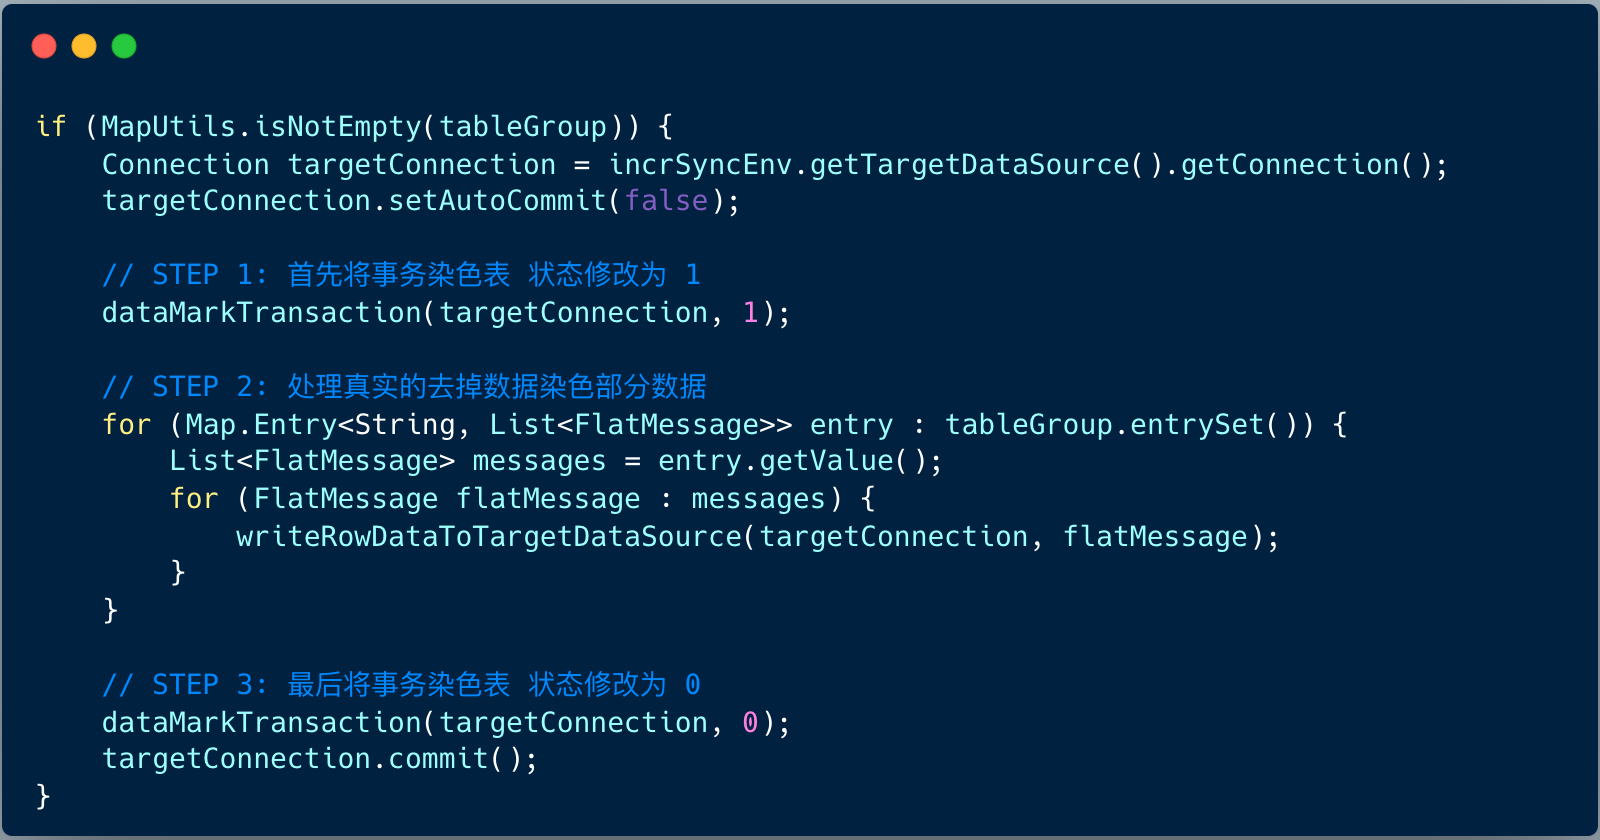 if (MapUtils.isNotEmpty(tableGroup)) {
    Connection targetConnection = incrSyncEnv.getTargetDataSource().getConnection();
    targetConnection.setAutoCommit(false);

    // STEP 1: 首先将事务染色表 状态修改为 1
    dataMarkTransaction(targetConnection, 1);

    // STEP 2: 处理真实的去掉数据染色部分数据
    for (Map.Entry<String, List<FlatMessage>> entry : tableGroup.entrySet()) {
        List<FlatMessage> messages = entry.getValue();
        for (FlatMessage flatMessage : messages) {
            writeRowDataToTargetDataSource(targetConnection, flatMessage);
        }
    }

    // STEP 3: 最后将事务染色表 状态修改为 0
    dataMarkTransaction(targetConnection, 0);
    targetConnection.commit();
}